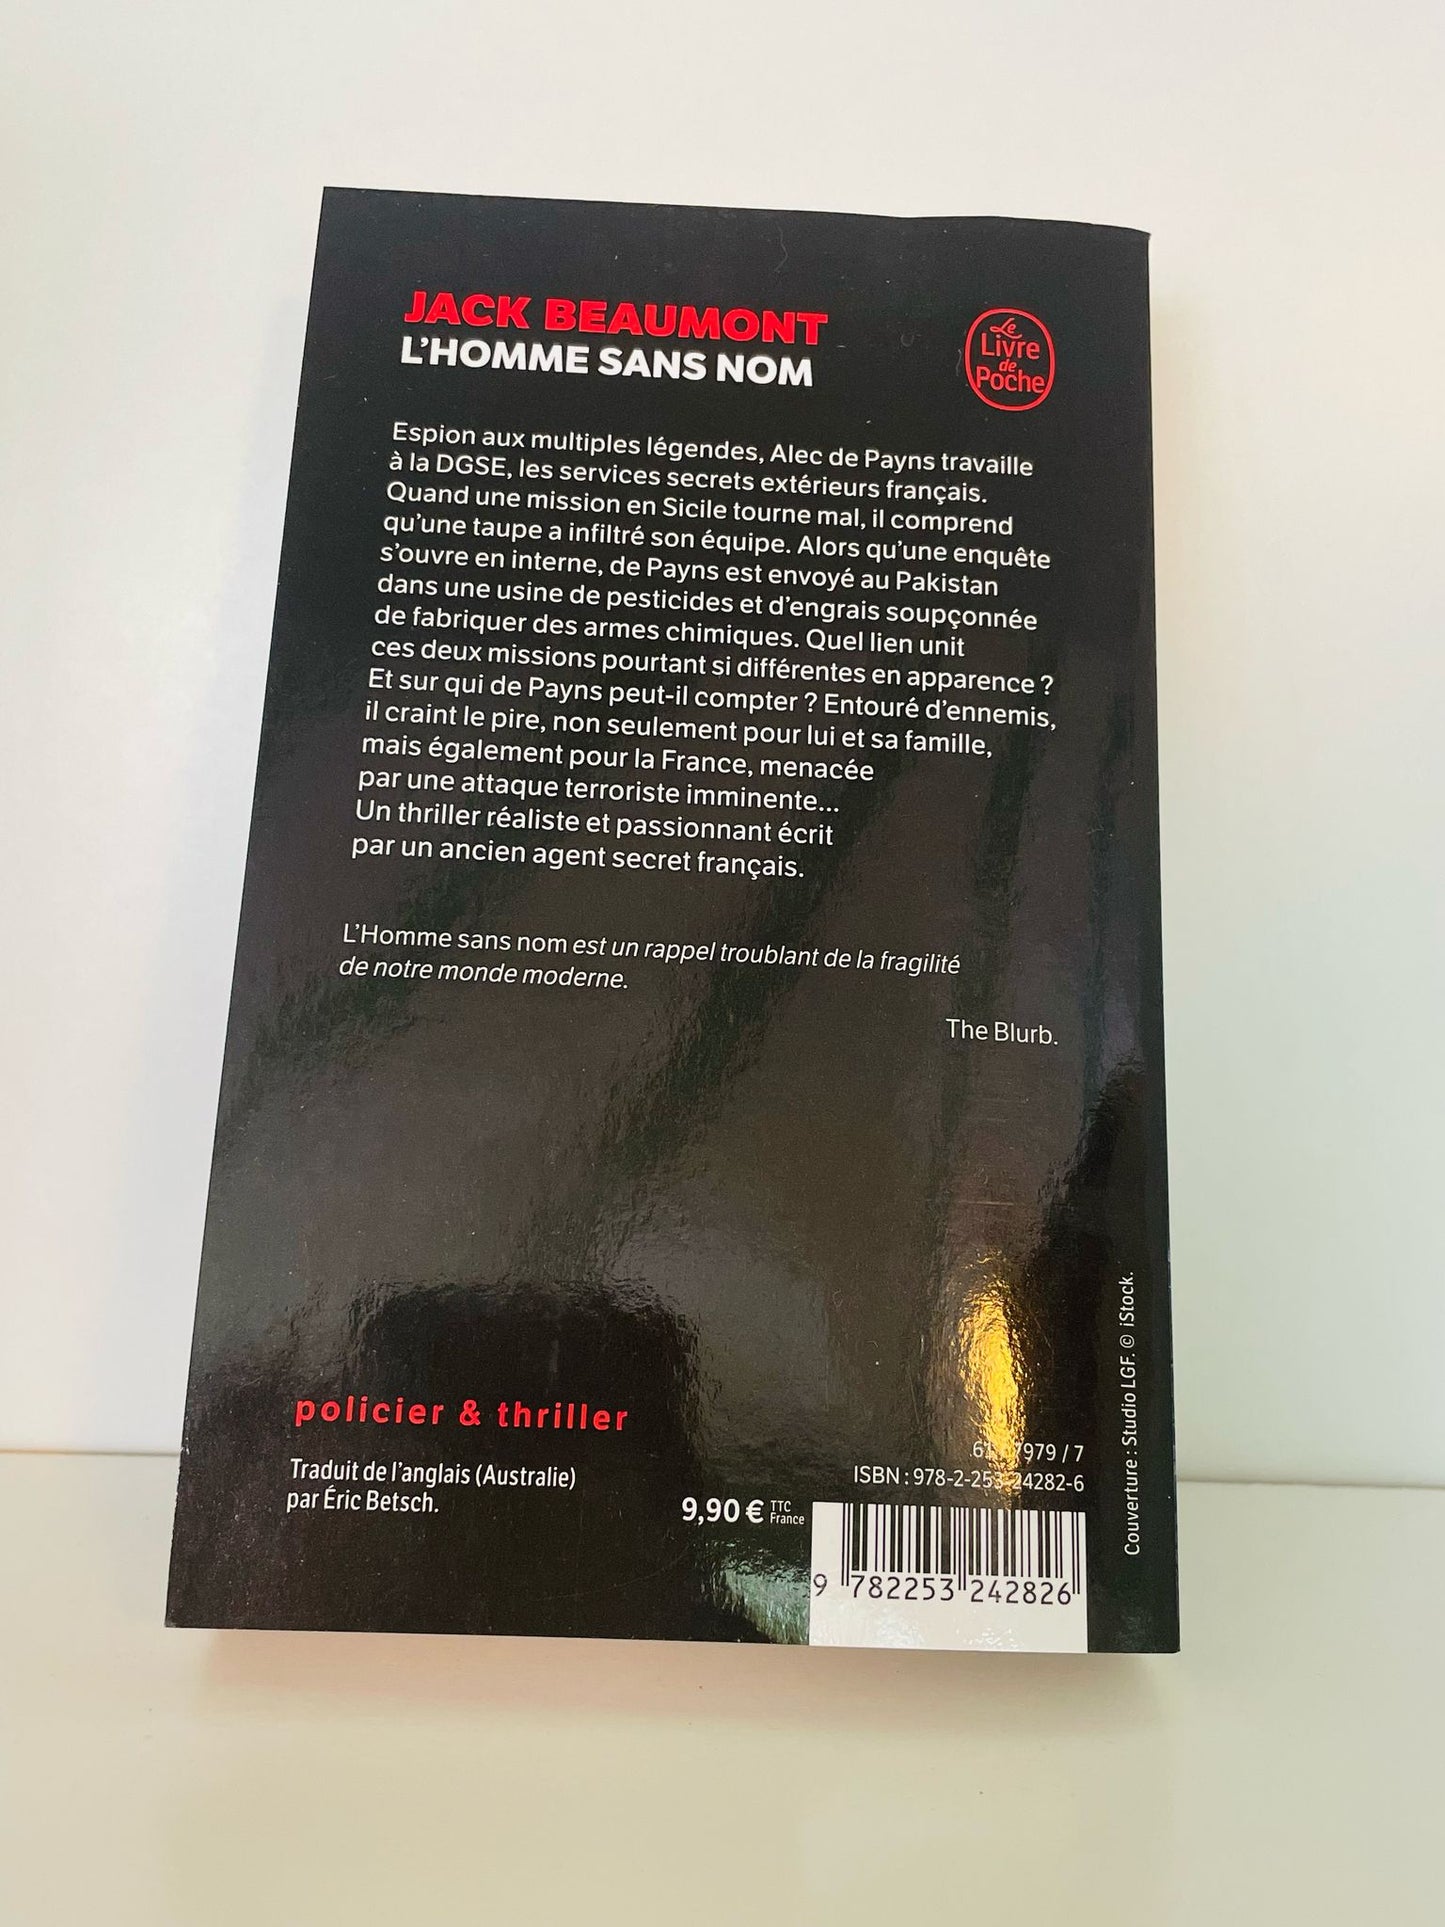 JACK BEAUMONT
L'HOMME SANS NOM
Le
Livre
de
Poche
Espion aux multiples légendes, Alec de Payns travaille
à la DGSE, les services secrets extérieurs français.
Quand une mission en Sicile tourne mal, il comprend
qu'une taupe a infiltré son équipe. Alors qu'une enquête
s'ouvre en interne, de Payns est envoyé au Pakistan
dans une usine de pesticides et d'engrais soupçonnée
de fabriquer des armes chimiques. Quel lien unit
ces deux missions pourtant si différentes en apparence ?
Et sur qui de Payns peut-il compter ? Entouré d'ennemis,
il craint le pire, non seulement pour lui et sa famille,
mais également pour la France, menacée
par une attaque terroriste imminente...
Un thriller réaliste et passionnant écrit
par un ancien agent secret français.
L'Homme sans nom est un rappel troublant de la fragilité
de notre monde moderne.
The Blurb.
policier & thriller
Traduit de l'anglais (Australie)
par Éric Betsch.
7979 / 7
ISBN : 978-2-253-24282-6
9,90 € TTC
France
9 782253 242826
Couverture : Studio LGF. © iStock.